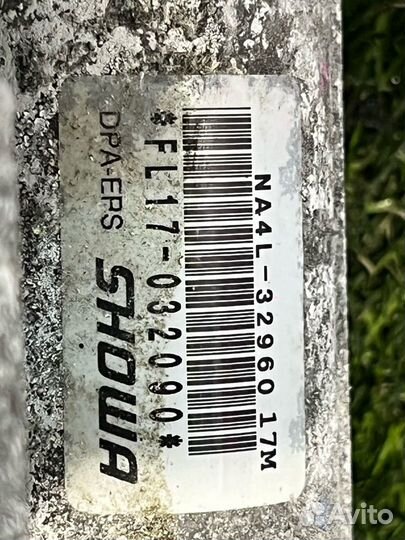 NA4L-32960 17M
*FL17-032090*
DPA-EPS SHOWA
Avito